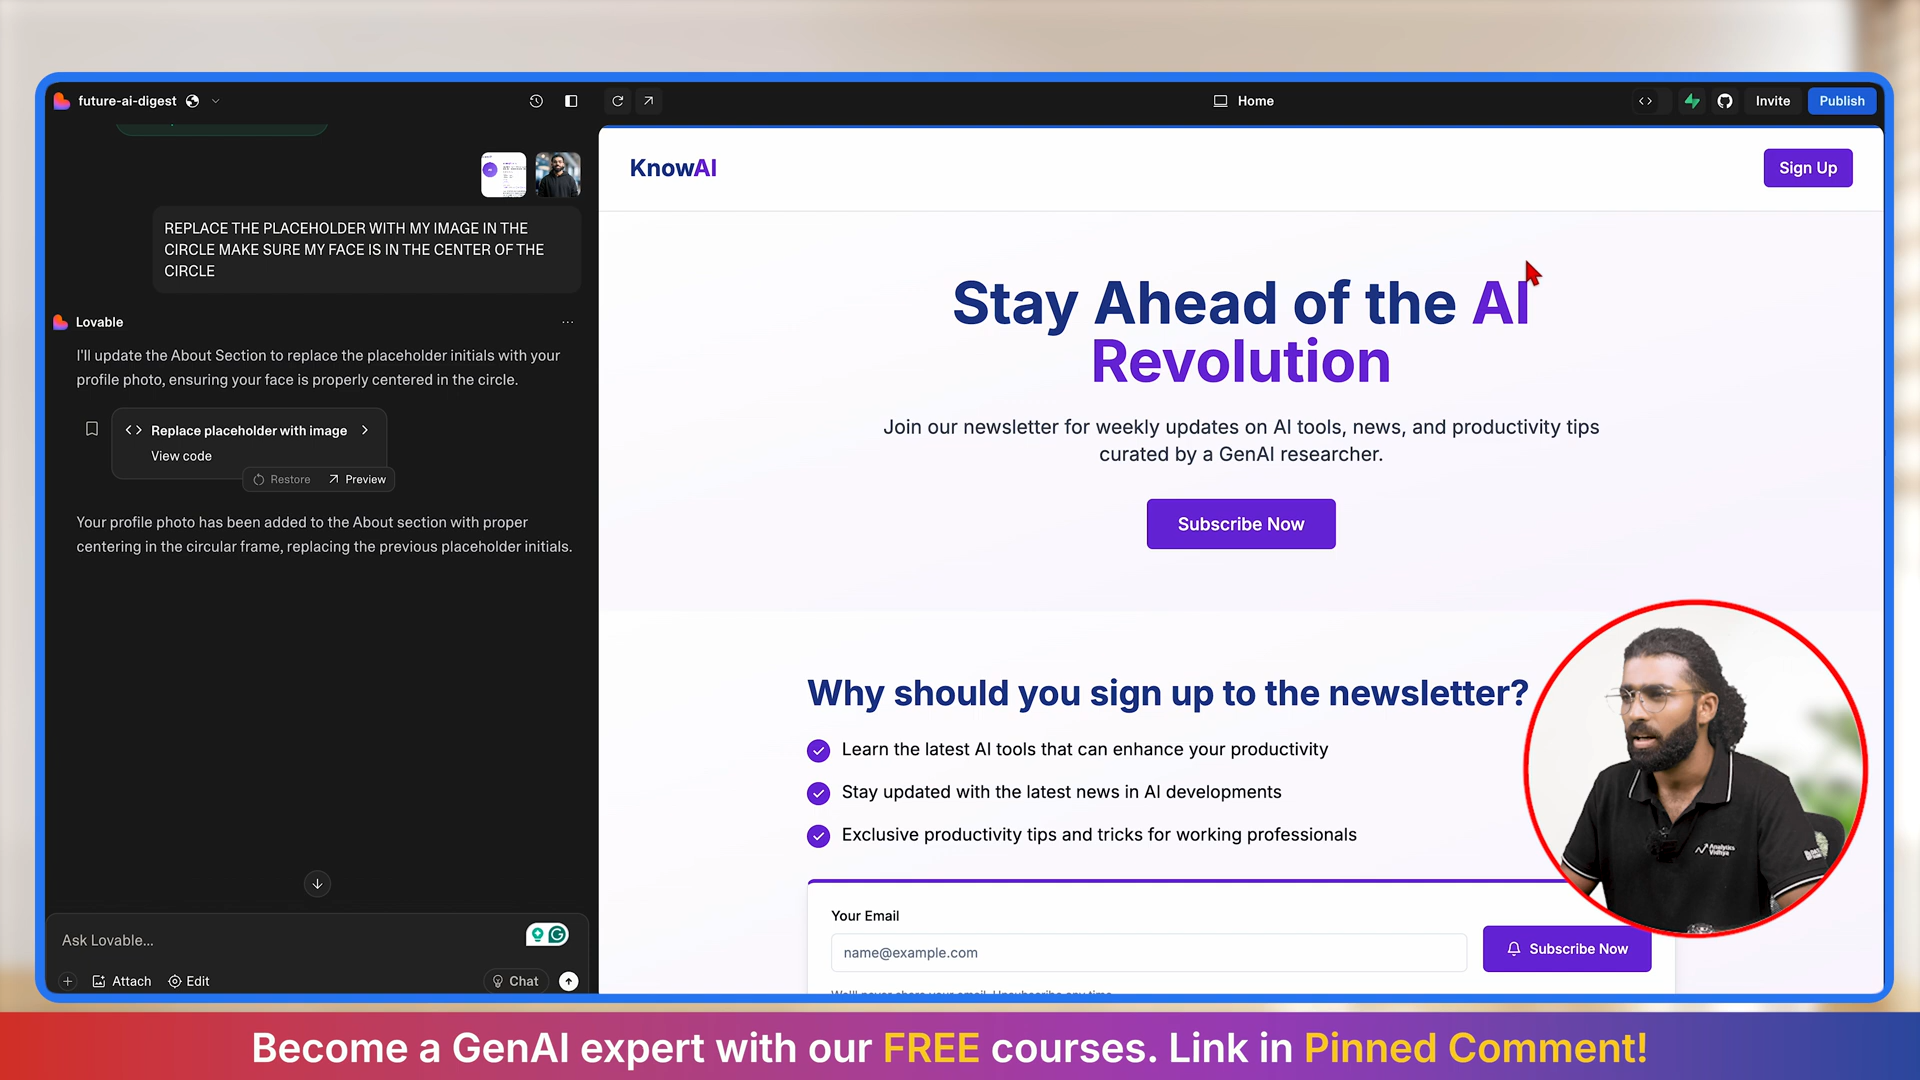 future-ai-digest
Home
Invite
Publish
REPLACE THE PLACEHOLDER WITH MY IMAGE IN THE
CIRCLE MAKE SURE MY FACE IS IN THE CENTER OF THE
CIRCLE
Lovable
I'll update the About Section to replace the placeholder initials with your
profile photo, ensuring your face is properly centered in the circle.
Replace placeholder with image
View code
Restore
Preview
Your profile photo has been added to the About section with proper
centering in the circular frame, replacing the previous placeholder initials.
Ask Lovable...
Attach
Edit
Chat
KnowAI
Sign Up
Stay Ahead of the AI
Revolution
Join our newsletter for weekly updates on AI tools, news, and productivity tips
curated by a GenAI researcher.
Subscribe Now
Why should you sign up to the newsletter?
Learn the latest AI tools that can enhance your productivity
Stay updated with the latest news in AI developments
Exclusive productivity tips and tricks for working professionals
Your Email
name@example.com
Subscribe Now
Analytics
Vidhya
Become a GenAI expert with our FREE courses. Link in Pinned Comment!